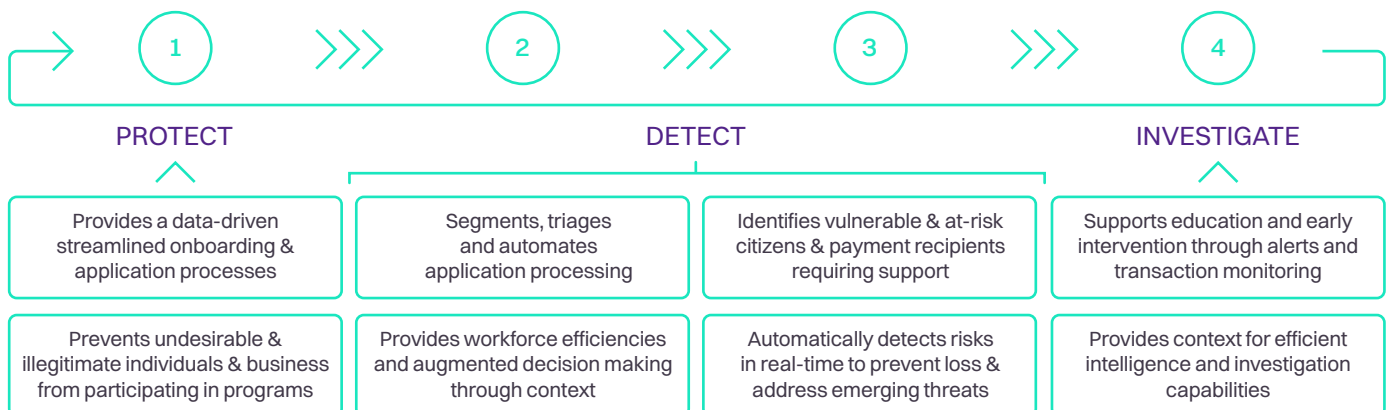 1
2
3
4
PROTECT
DETECT
INVESTIGATE
Provides a data-driven
streamlined onboarding &
application processes
Segments, triages
and automates
application processing
Identifies vulnerable & at-risk
citizens & payment recipients
requiring support
Supports education and early
intervention through alerts and
transaction monitoring
Prevents undesirable &
illegitimate individuals & business
from participating in programs
Provides workforce efficiencies
and augmented decision making
through context
Automatically detects risks
in real-time to prevent loss &
address emerging threats
Provides context for efficient
intelligence and investigation
capabilities